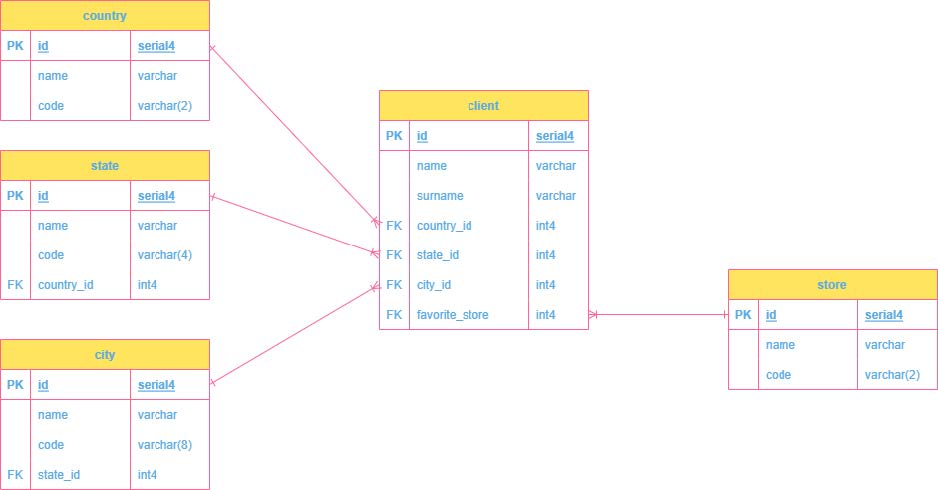 country
PK id serial4
name varchar
code varchar(2)
state
PK id serial4
name varchar
code varchar(4)
FK country_id int4
city
PK id serial4
name varchar
code varchar(8)
FK state_id int4
client
PK id serial4
name varchar
surname varchar
FK country_id int4
FK state_id int4
FK city_id int4
FK favorite_store int4
store
PK id serial4
name varchar
code varchar(2)